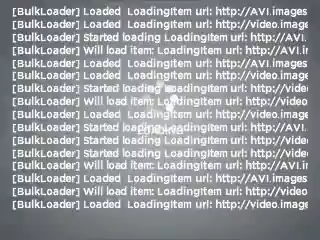 [BulkLoader] Loaded  LoadingItem url: http://AVI.images
[BulkLoader] Loaded  LoadingItem url: http://video.image
[BulkLoader] Started loading LoadingItem url: http://AVI.
[BulkLoader] Will load item: LoadingItem url: http://AVI.i
[BulkLoader] Loaded  LoadingItem url: http://AVI.images
[BulkLoader] Loaded  LoadingItem url: http://video.image
[BulkLoader] Started loading LoadingItem url: http://vide
[BulkLoader] Will load item: LoadingItem url: http://video
[BulkLoader] Loaded  LoadingItem url: http://video.image
[BulkLoader] Started loading LoadingItem url: http://AVI.
[BulkLoader] Started loading LoadingItem url: http://vide
[BulkLoader] Started loading LoadingItem url: http://vide
[BulkLoader] Will load item: LoadingItem url: http://AVI.i
[BulkLoader] Loaded  LoadingItem url: http://AVI.images
[BulkLoader] Will load item: LoadingItem url: http://video
[BulkLoader] Loaded  LoadingItem url: http://video.image